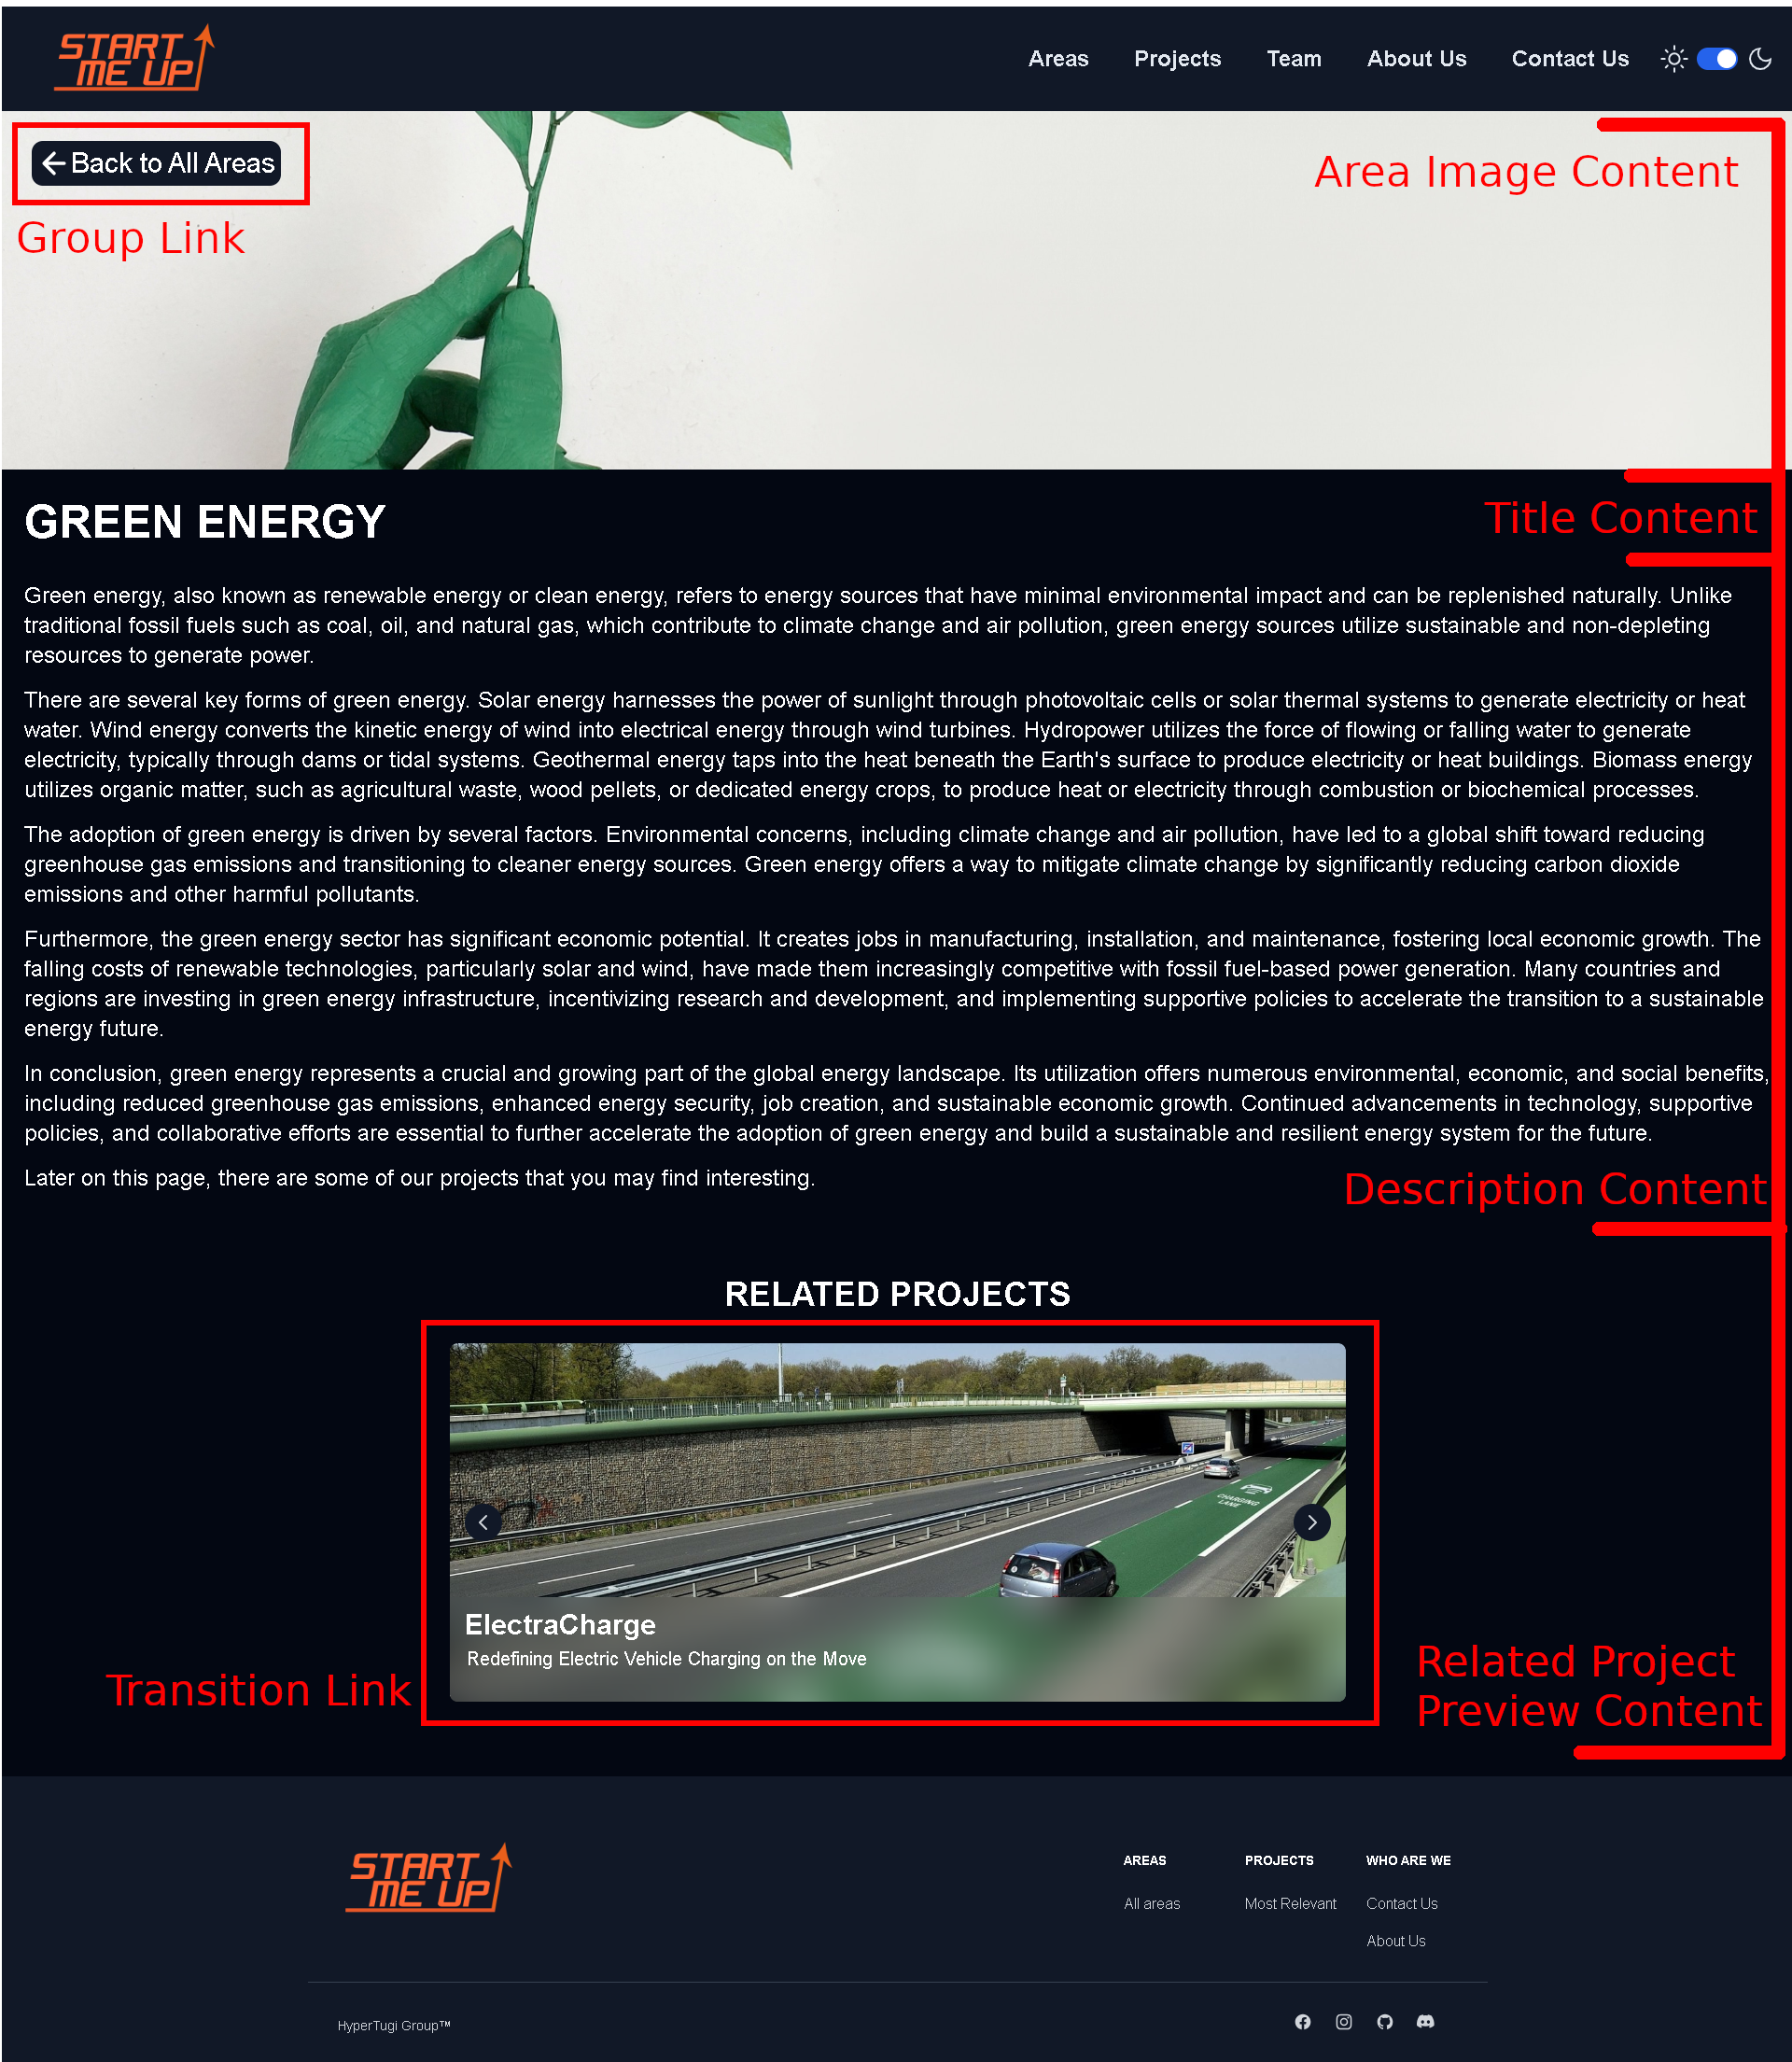 START
ME UP
Areas Projects Team About Us Contact Us
Back to All Areas
Group Link
Area Image Content
GREEN ENERGY
Title Content
Green energy, also known as renewable energy or clean energy, refers to energy sources that have minimal environmental impact and can be replenished naturally. Unlike
traditional fossil fuels such as coal, oil, and natural gas, which contribute to climate change and air pollution, green energy sources utilize sustainable and non-depleting
resources to generate power.
There are several key forms of green energy. Solar energy harnesses the power of sunlight through photovoltaic cells or solar thermal systems to generate electricity or heat
water. Wind energy converts the kinetic energy of wind into electrical energy through wind turbines. Hydropower utilizes the force of flowing or falling water to generate
electricity, typically through dams or tidal systems. Geothermal energy taps into the heat beneath the Earth's surface to produce electricity or heat buildings. Biomass energy
utilizes organic matter, such as agricultural waste, wood pellets, or dedicated energy crops, to produce heat or electricity through combustion or biochemical processes.
The adoption of green energy is driven by several factors. Environmental concerns, including climate change and air pollution, have led to a global shift toward reducing
greenhouse gas emissions and transitioning to cleaner energy sources. Green energy offers a way to mitigate climate change by significantly reducing carbon dioxide
emissions and other harmful pollutants.
Furthermore, the green energy sector has significant economic potential. It creates jobs in manufacturing, installation, and maintenance, fostering local economic growth. The
falling costs of renewable technologies, particularly solar and wind, have made them increasingly competitive with fossil fuel-based power generation. Many countries and
regions are investing in green energy infrastructure, incentivizing research and development, and implementing supportive policies to accelerate the transition to a sustainable
energy future.
In conclusion, green energy represents a crucial and growing part of the global energy landscape. Its utilization offers numerous environmental, economic, and social benefits,
including reduced greenhouse gas emissions, enhanced energy security, job creation, and sustainable economic growth. Continued advancements in technology, supportive
policies, and collaborative efforts are essential to further accelerate the adoption of green energy and build a sustainable and resilient energy system for the future.
Later on this page, there are some of our projects that you may find interesting.
Description Content
RELATED PROJECTS
CHARGING
LANE
ElectraCharge
Redefining Electric Vehicle Charging on the Move
Transition Link
Related Project
Preview Content
START
ME UP
AREAS PROJECTS WHO ARE WE
All areas Most Relevant Contact Us
About Us
HyperTugi Group™